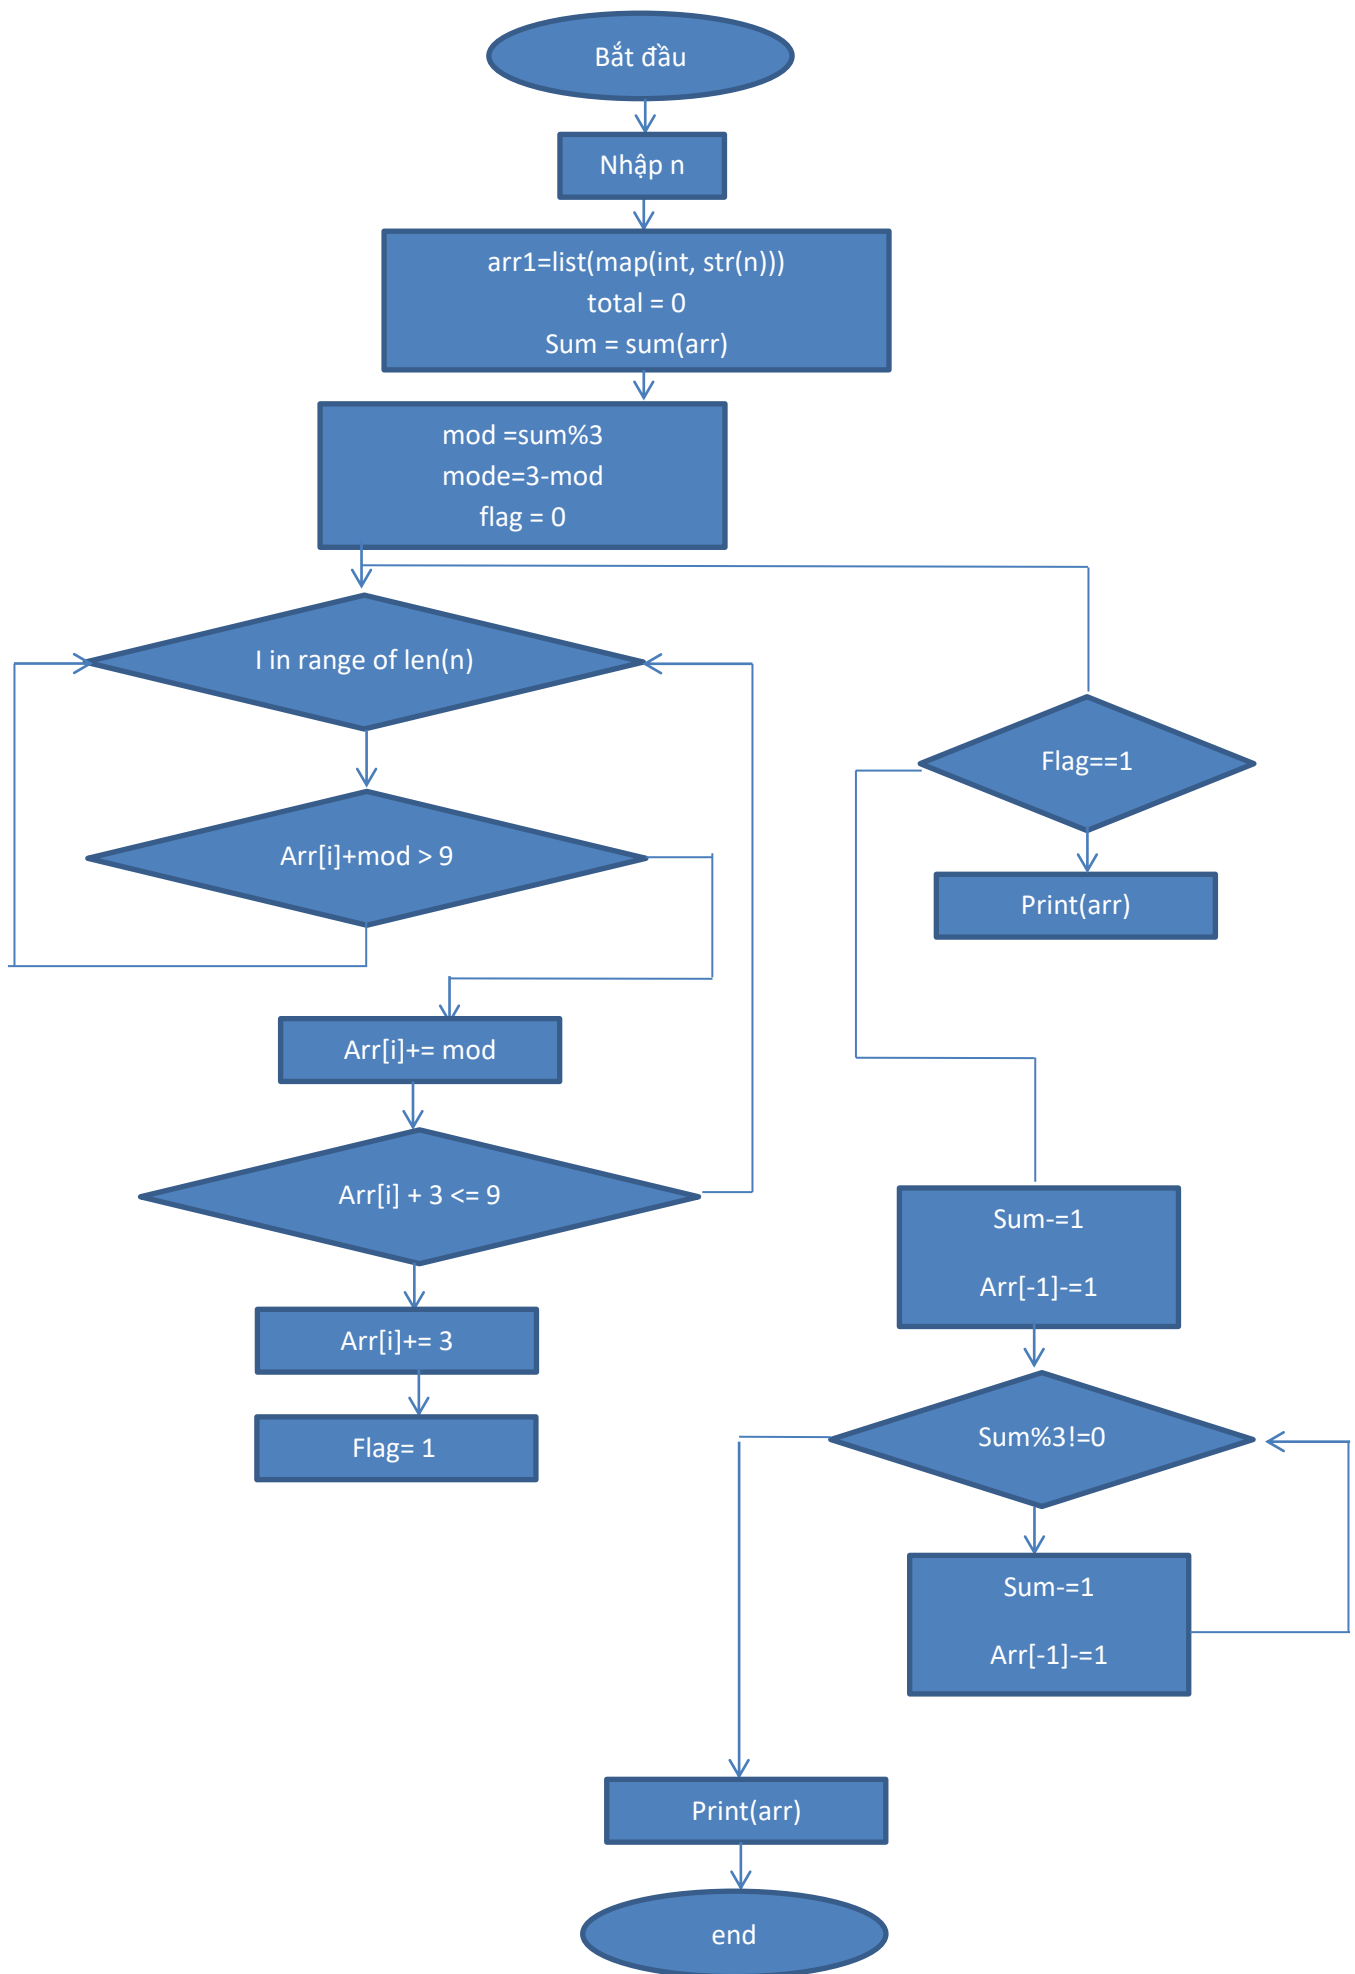 Bắt đầu
Nhập n
arr1=list(map(int, str(n)))
total = 0
Sum = sum(arr)
mod =sum%3
mode=3-mod
flag = 0
I in range of len(n)
Arr[i]+mod > 9
Arr[i]+= mod
Arr[i] + 3 <= 9
Arr[i]+= 3
Flag= 1
Flag==1
Print(arr)
Sum-=1
Arr[-1]-=1
Sum%3!=0
Sum-=1
Arr[-1]-=1
Print(arr)
end